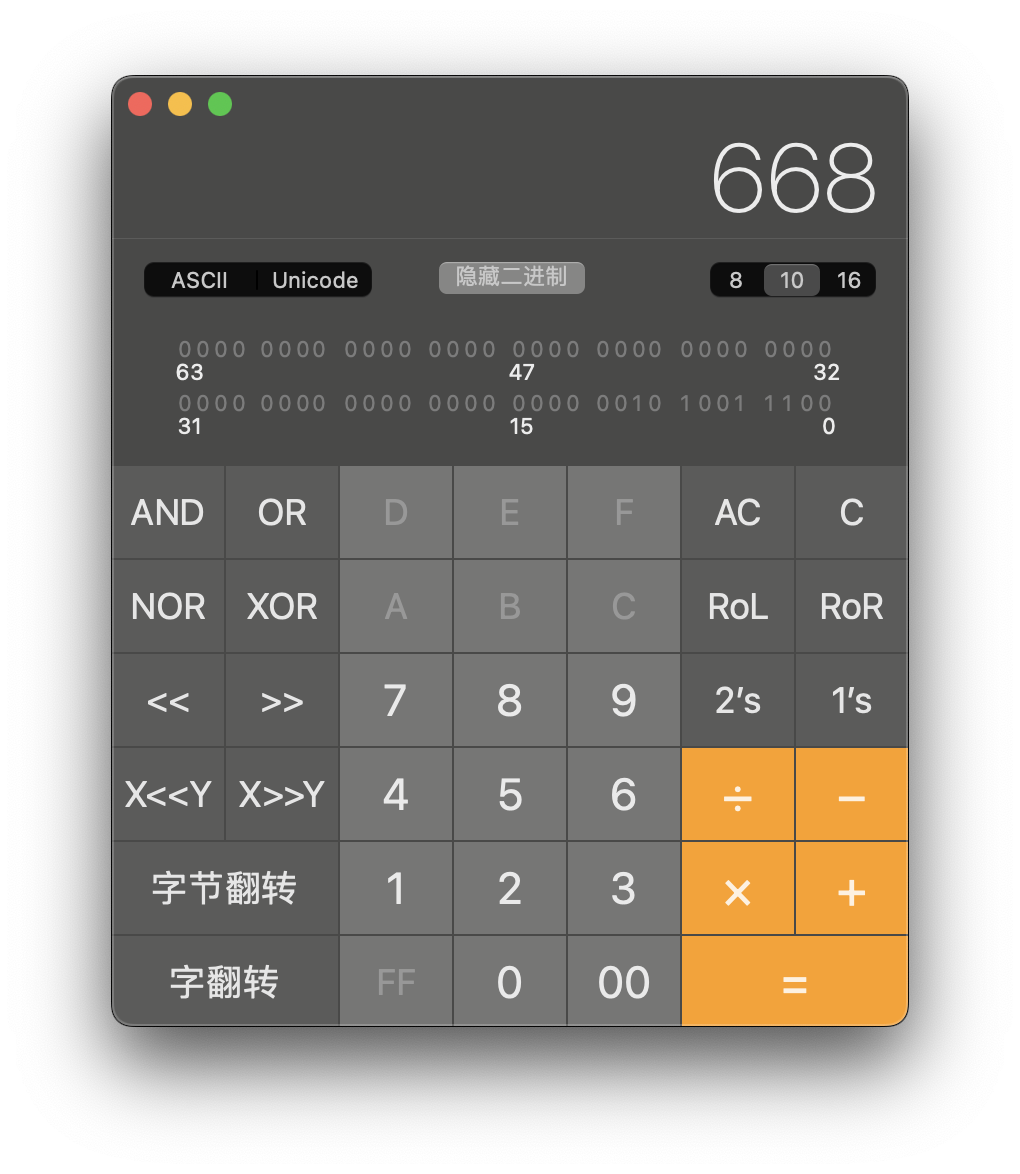 668
ASCII Unicode 隐藏二进制 8 10 16
0000 0000 0000 0000 0000 0000 0000 0000
63 47 32
0000 0000 0000 0000 0000 0010 1001 1100
31 15 0
AND OR D E F AC C
NOR XOR A B C RoL RoR
<< >> 7 8 9 2's 1's
X<<Y X>>Y 4 5 6 ÷ −
字节翻转 1 2 3 × +
字翻转 FF 0 00 =